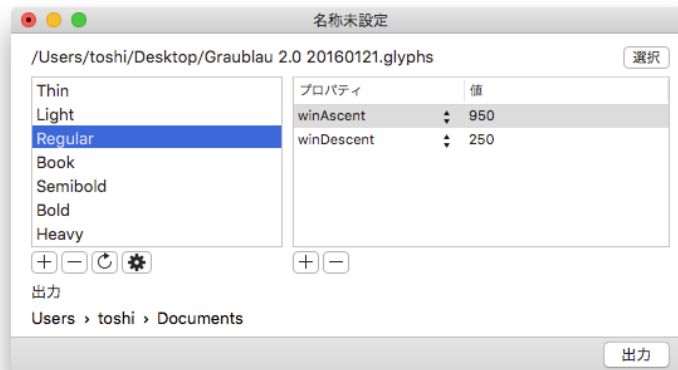 名称未設定
/Users/toshi/Desktop/Graublau 2.0 20160121.glyphs 選択
Thin
Light
Regular
Book
Semibold
Bold
Heavy
プロパティ 値
winAscent 950
winDescent 250
出力
Users › toshi › Documents
出力